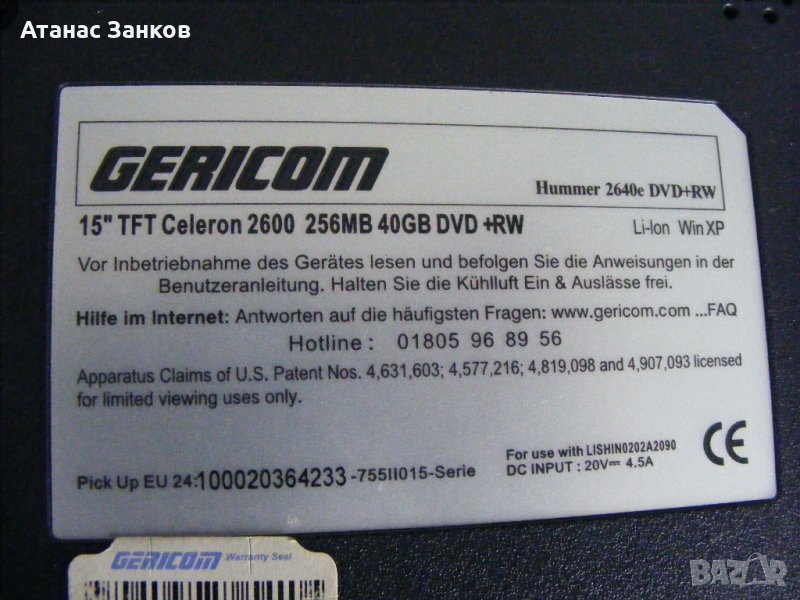 Атанас Занков
GERICOM
Hummer 2640e DVD+RW
15" TFT Celeron 2600 256MB 40GB DVD +RW Li-Ion Win XP
Vor Inbetriebnahme des Gerätes lesen und befolgen Sie die Anweisungen in der
Benutzeranleitung. Halten Sie die Kühlluft Ein & Auslässe frei.
Hilfe im Internet: Antworten auf die häufigsten Fragen: www.gericom.com ...FAQ
Hotline : 01805 96 89 56
Apparatus Claims of U.S. Patent Nos. 4,631,603; 4,577,216; 4,819,098 and 4,907,093 licensed
for limited viewing uses only.
For use with LISHIN0202A2090
DC INPUT : 20V⎓ 4.5A
CE
Pick Up EU 24:100020364233-755II015-Serie
GERICOM Warranty Seal
BAZAR